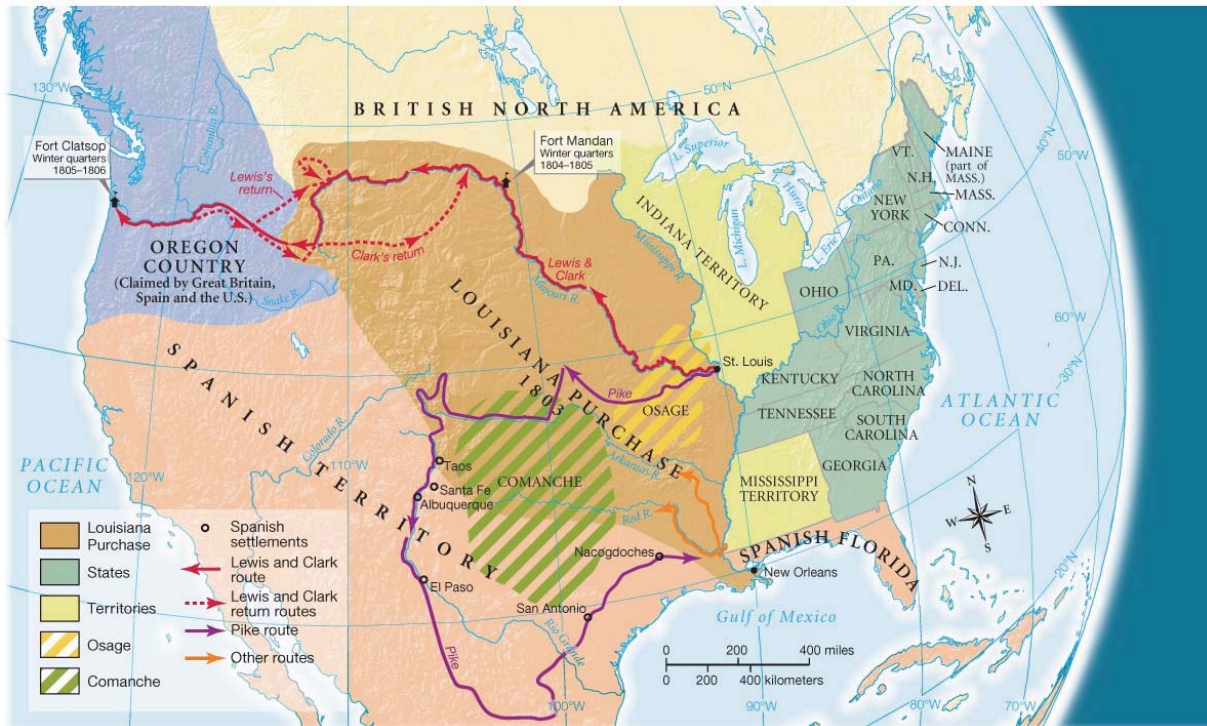 130°W
50°N
40°N
50°W
BRITISH NORTH AMERICA
Columbia R.
Fort Clatsop
Winter quarters
1805–1806
Fort Mandan
Winter quarters
1804–1805
L. Superior
L. Michigan
L. Huron
L. Ontario
L. Erie
VT.
MAINE
(part of
MASS.)
N.H.
MASS.
NEW
YORK
CONN.
PA.
N.J.
MD.
DEL.
OHIO
Ohio R.
VIRGINIA
60°W
30°N
INDIANA TERRITORY
Mississippi R.
Lewis's
return
Clark's return
OREGON
COUNTRY
(Claimed by Great Britain,
Spain and the U.S.)
Snake R.
Lewis &
Clark
Missouri R.
LOUISIANA PURCHASE
1803
St. Louis
Pike
OSAGE
KENTUCKY
NORTH
CAROLINA
TENNESSEE
SOUTH
CAROLINA
GEORGIA
ATLANTIC
OCEAN
MISSISSIPPI
TERRITORY
SPANISH TERRITORY
Colorado R.
110°W
120°W
PACIFIC
OCEAN
Taos
Santa Fe
Albuquerque
COMANCHE
Arkansas R.
Red R.
Nacogdoches
El Paso
San Antonio
Rio Grande
Pike
SPANISH FLORIDA
New Orleans
Gulf of Mexico
N
W E
S
20°N
0 200 400 miles
0 200 400 kilometers
100°W
90°W
80°W
70°W
Louisiana
Purchase
States
Territories
Osage
Comanche
Spanish
settlements
Lewis and Clark
route
Lewis and Clark
return routes
Pike route
Other routes